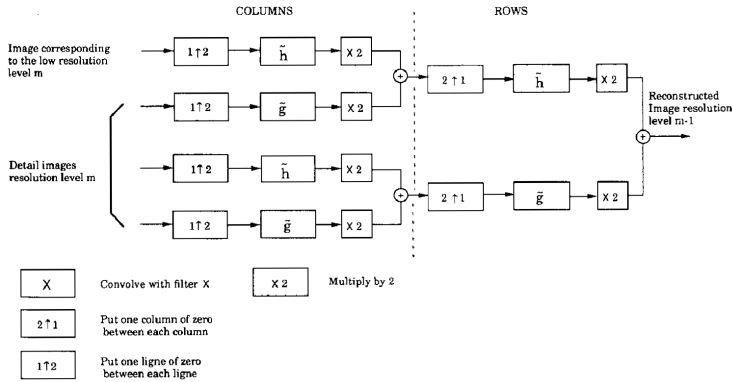 COLUMNS
ROWS
Image corresponding
to the low resolution
level m
1↑2
h̃
X 2
1↑2
g̃
X 2
+
2↑1
h̃
X 2
Reconstructed
Image resolution
level m-1
+
Detail images
resolution level m
1↑2
h̃
X 2
1↑2
g̃
X 2
+
2↑1
g̃
X 2
X
Convolve with filter X
X 2
Multiply by 2
2↑1
Put one column of zero
between each column
1↑2
Put one ligne of zero
between each ligne